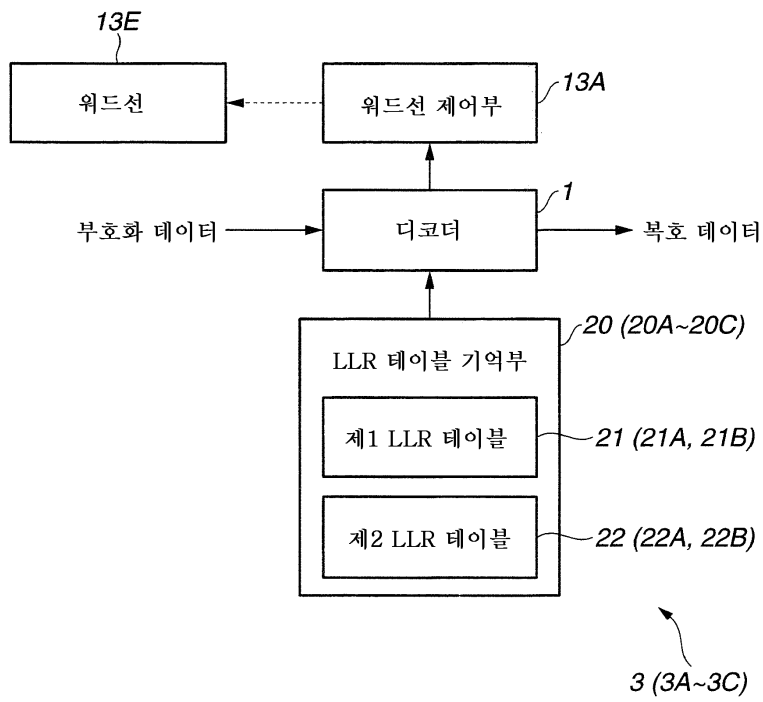 13E
워드선
워드선 제어부
13A
1
부호화 데이터
디코더
복호 데이터
20 (20A~20C)
LLR 테이블 기억부
제1 LLR 테이블
21 (21A, 21B)
제2 LLR 테이블
22 (22A, 22B)
3 (3A~3C)